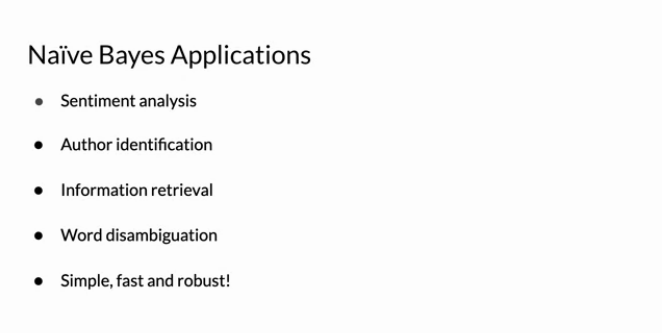 Naïve Bayes Applications
● Sentiment analysis
● Author identification
● Information retrieval
● Word disambiguation
● Simple, fast and robust!